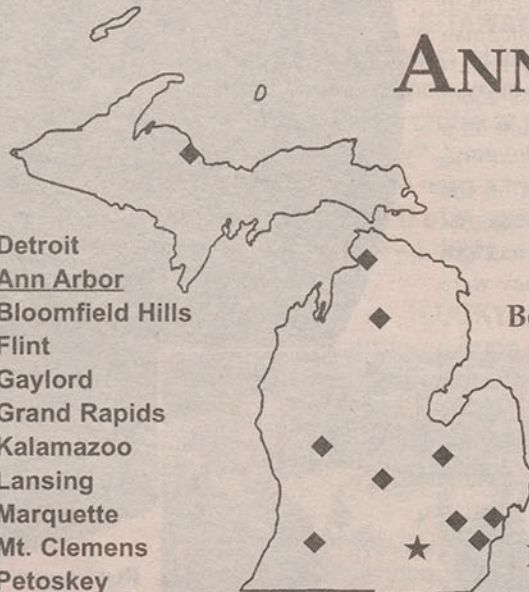 ANN
Detroit
Ann Arbor
Bloomfield Hills
Flint
Gaylord
Grand Rapids
Kalamazoo
Lansing
Marquette
Mt. Clemens
Petoskey